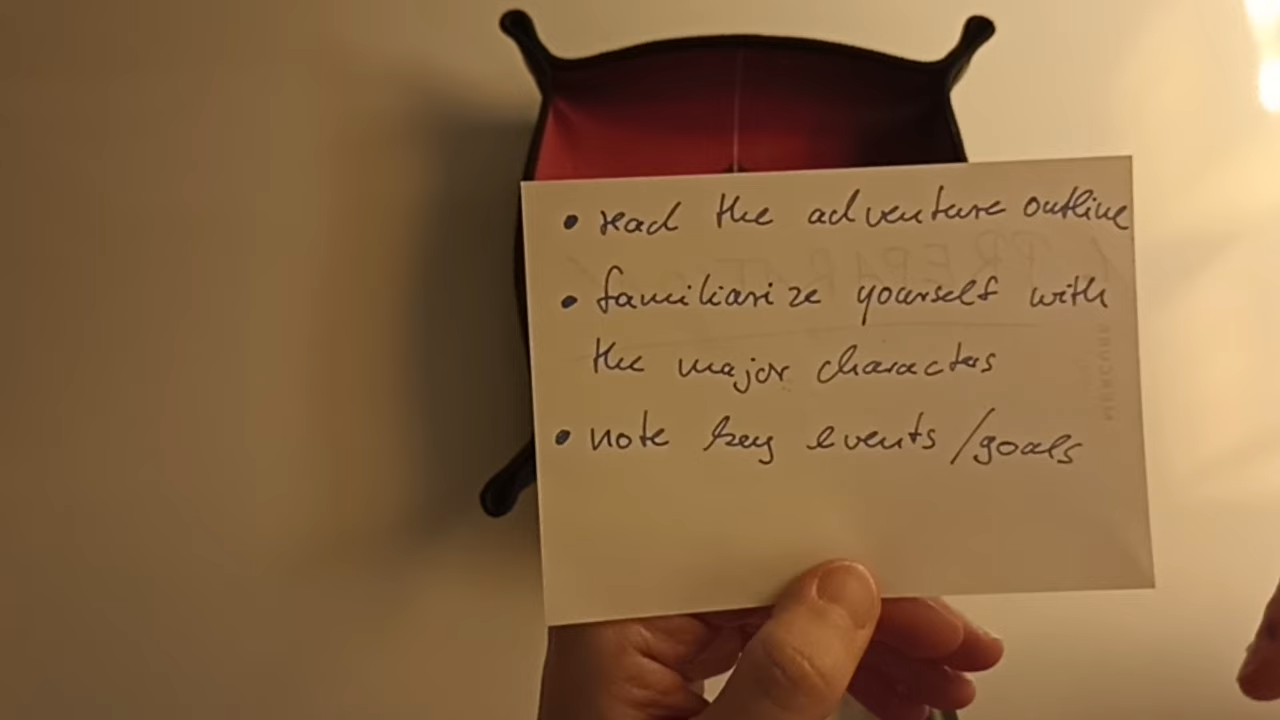 • read the adventure outline
• familiarize yourself with
the major characters
• note key events/goals